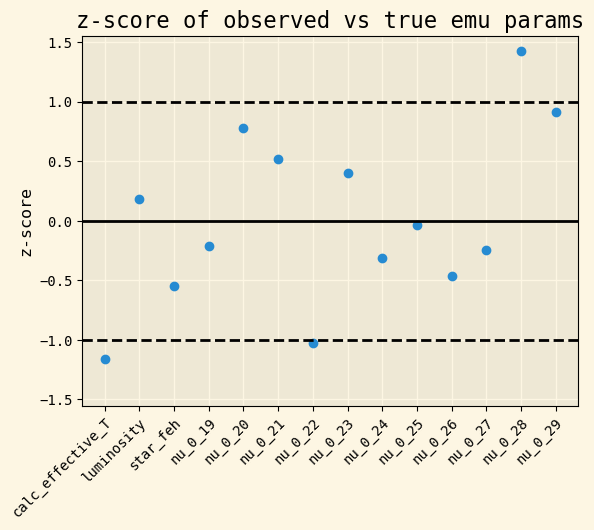 z-score of observed vs true emu params
z-score
1.5
1.0
0.5
0.0
−0.5
−1.0
−1.5
calc_effective_T
luminosity
star_feh
nu_0_19
nu_0_20
nu_0_21
nu_0_22
nu_0_23
nu_0_24
nu_0_25
nu_0_26
nu_0_27
nu_0_28
nu_0_29